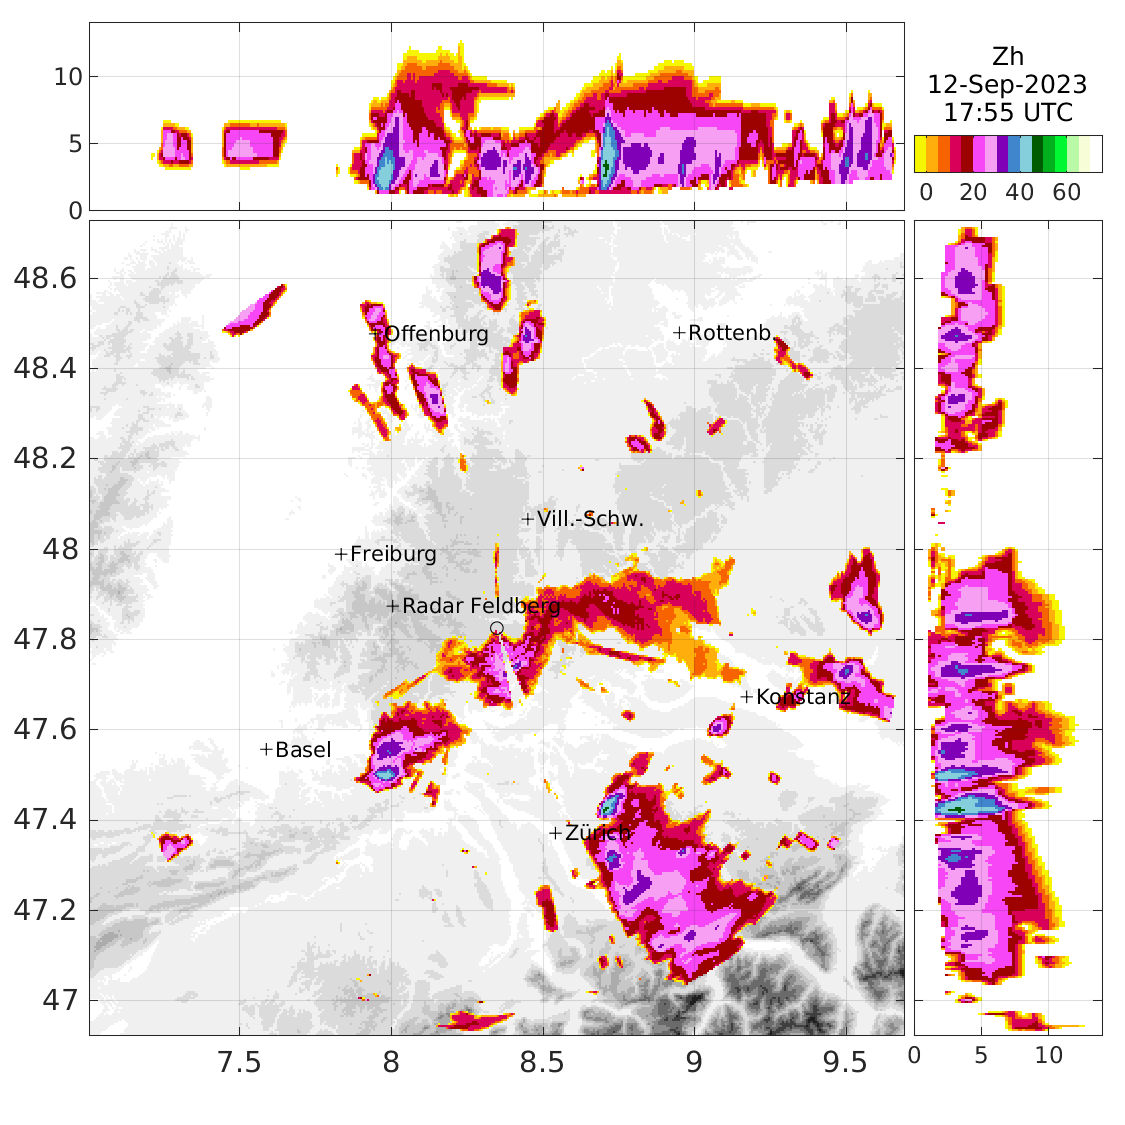 Zh
12-Sep-2023
17:55 UTC
0 20 40 60
10
5
0
48.6
48.4
48.2
48
47.8
47.6
47.4
47.2
47
Offenburg
Rottenb.
Vill.-Schw.
Freiburg
Radar Feldberg
Konstanz
Basel
Zürich
7.5 8 8.5 9 9.5
0 5 10